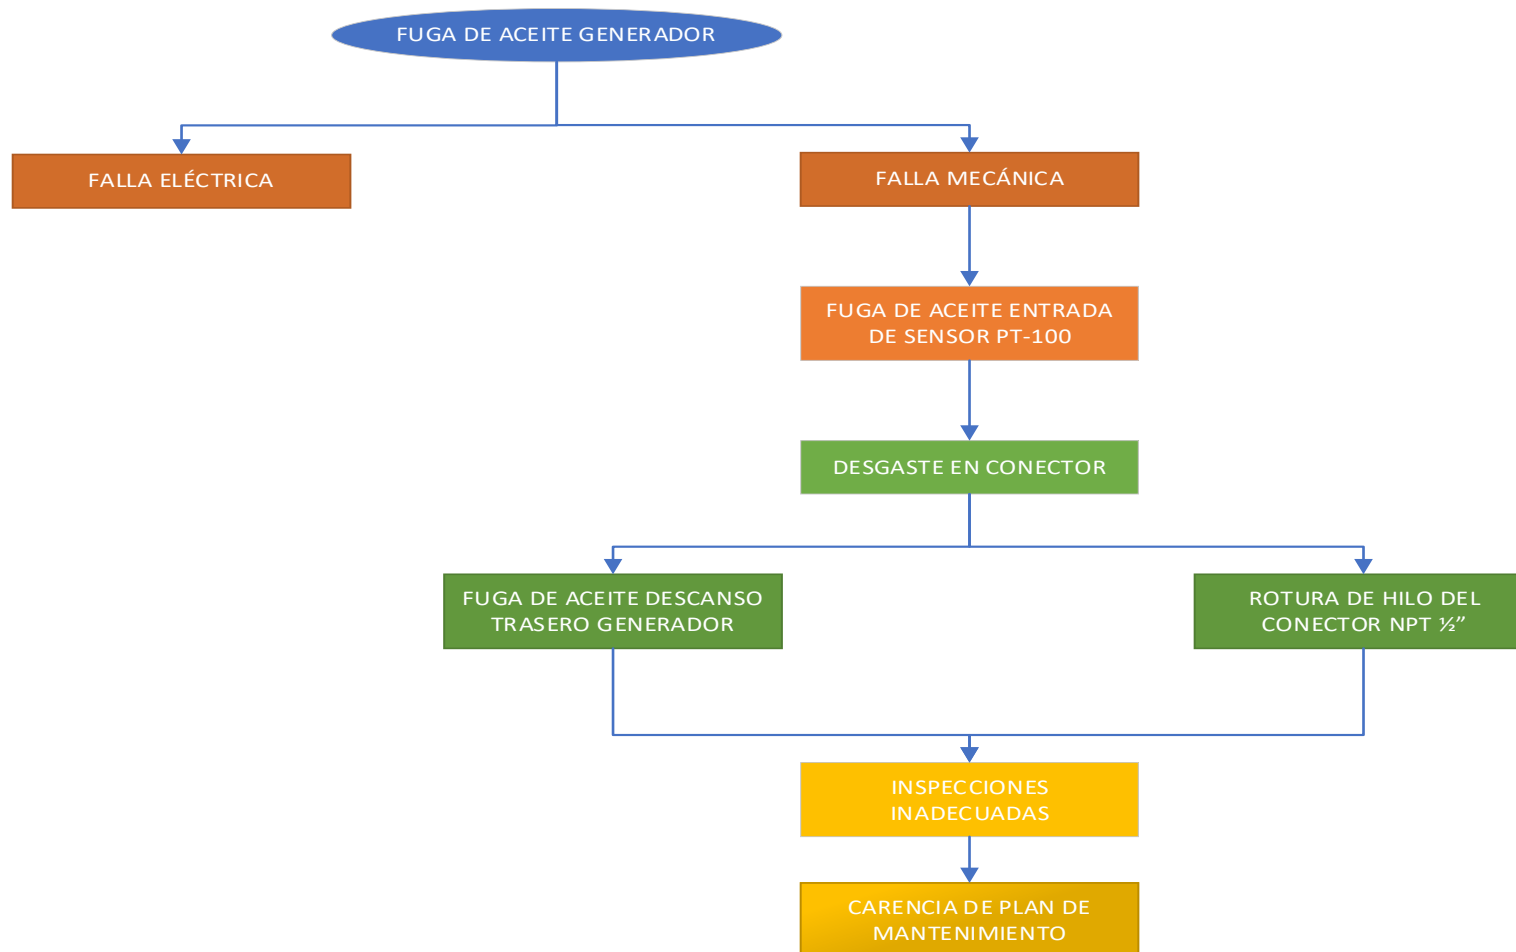 FUGA DE ACEITE GENERADOR
FALLA ELÉCTRICA
FALLA MECÁNICA
FUGA DE ACEITE ENTRADA
DE SENSOR PT-100
DESGASTE EN CONECTOR
FUGA DE ACEITE DESCANSO
TRASERO GENERADOR
ROTURA DE HILO DEL
CONECTOR NPT ½”
INSPECCIONES
INADECUADAS
CARENCIA DE PLAN DE
MANTENIMIENTO